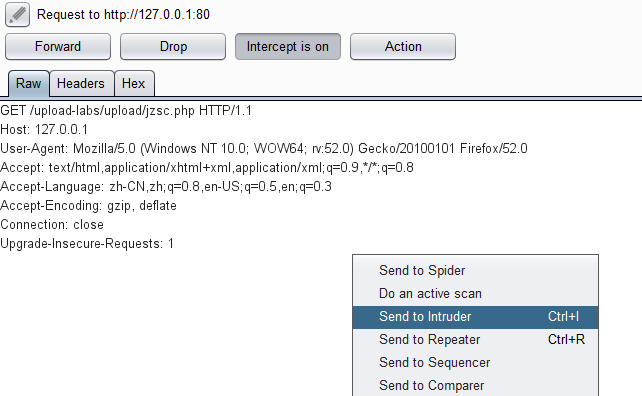 Request to http://127.0.0.1:80
Forward Drop Intercept is on Action
Raw Headers Hex
GET /upload-labs/upload/jzsc.php HTTP/1.1
Host: 127.0.0.1
User-Agent: Mozilla/5.0 (Windows NT 10.0; WOW64; rv:52.0) Gecko/20100101 Firefox/52.0
Accept: text/html,application/xhtml+xml,application/xml;q=0.9,*/*;q=0.8
Accept-Language: zh-CN,zh;q=0.8,en-US;q=0.5,en;q=0.3
Accept-Encoding: gzip, deflate
Connection: close
Upgrade-Insecure-Requests: 1
Send to Spider
Do an active scan
Send to Intruder Ctrl+I
Send to Repeater Ctrl+R
Send to Sequencer
Send to Comparer